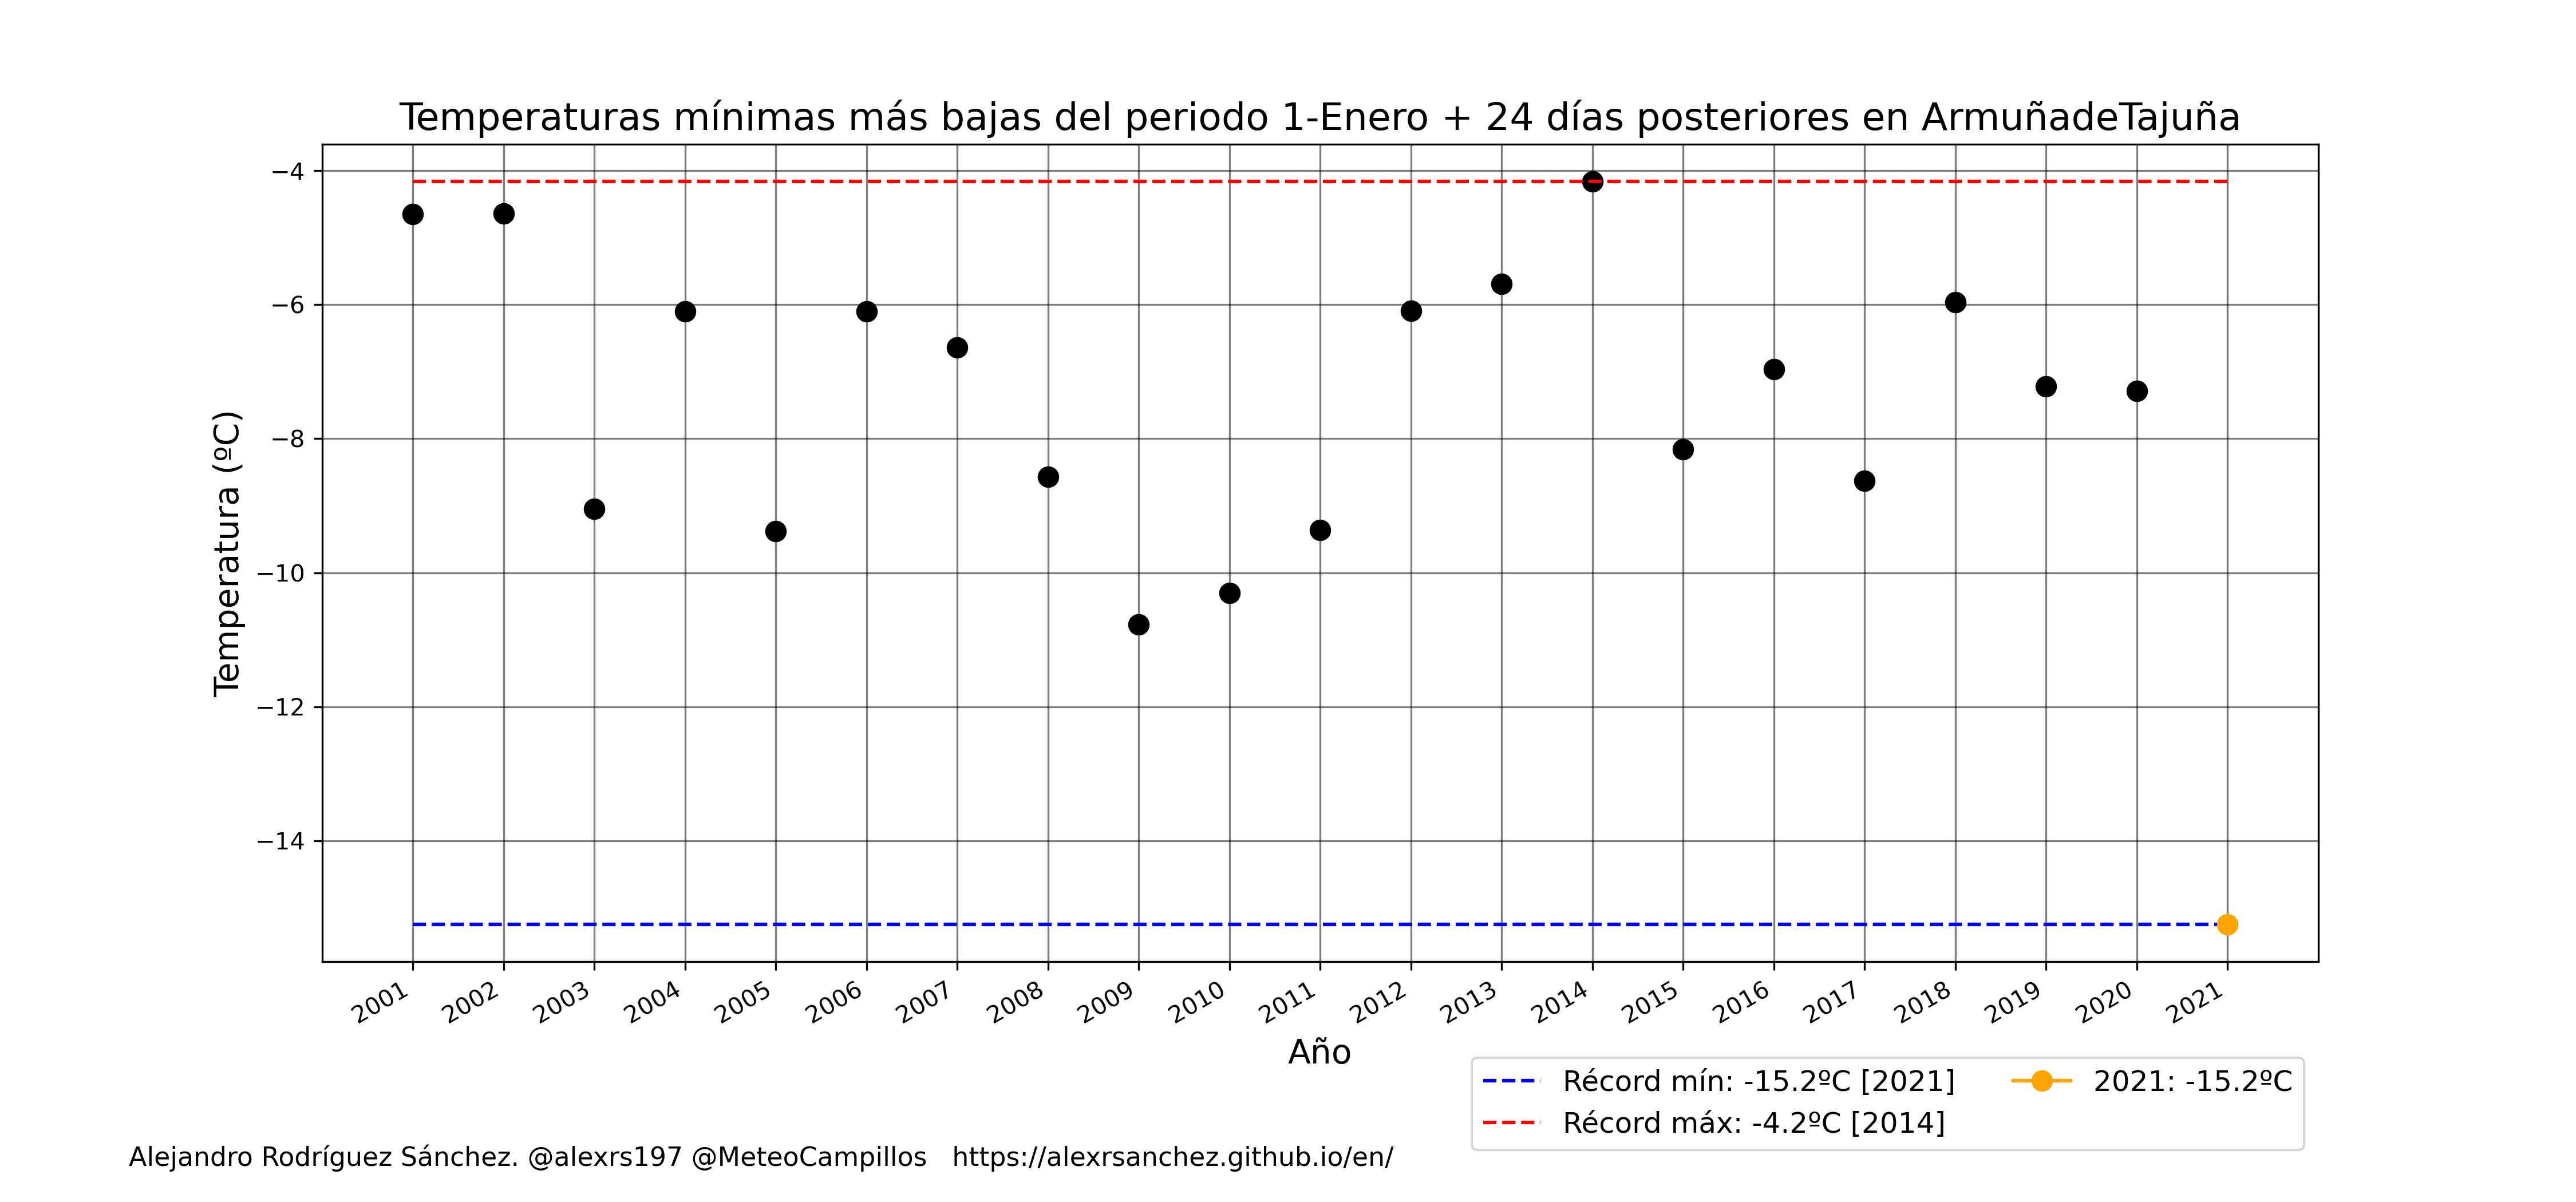 Temperaturas mínimas más bajas del periodo 1-Enero + 24 días posteriores en ArmuñadeTajuña
−4
−6
−8
−10
−12
−14
Temperatura (ºC)
2001 2002 2003 2004 2005 2006 2007 2008 2009 2010 2011 2012 2013 2014 2015 2016 2017 2018 2019 2020 2021
Año
Récord mín: -15.2ºC [2021]
Récord máx: -4.2ºC [2014]
2021: -15.2ºC
Alejandro Rodríguez Sánchez. @alexrs197 @MeteoCampillos https://alexrsanchez.github.io/en/